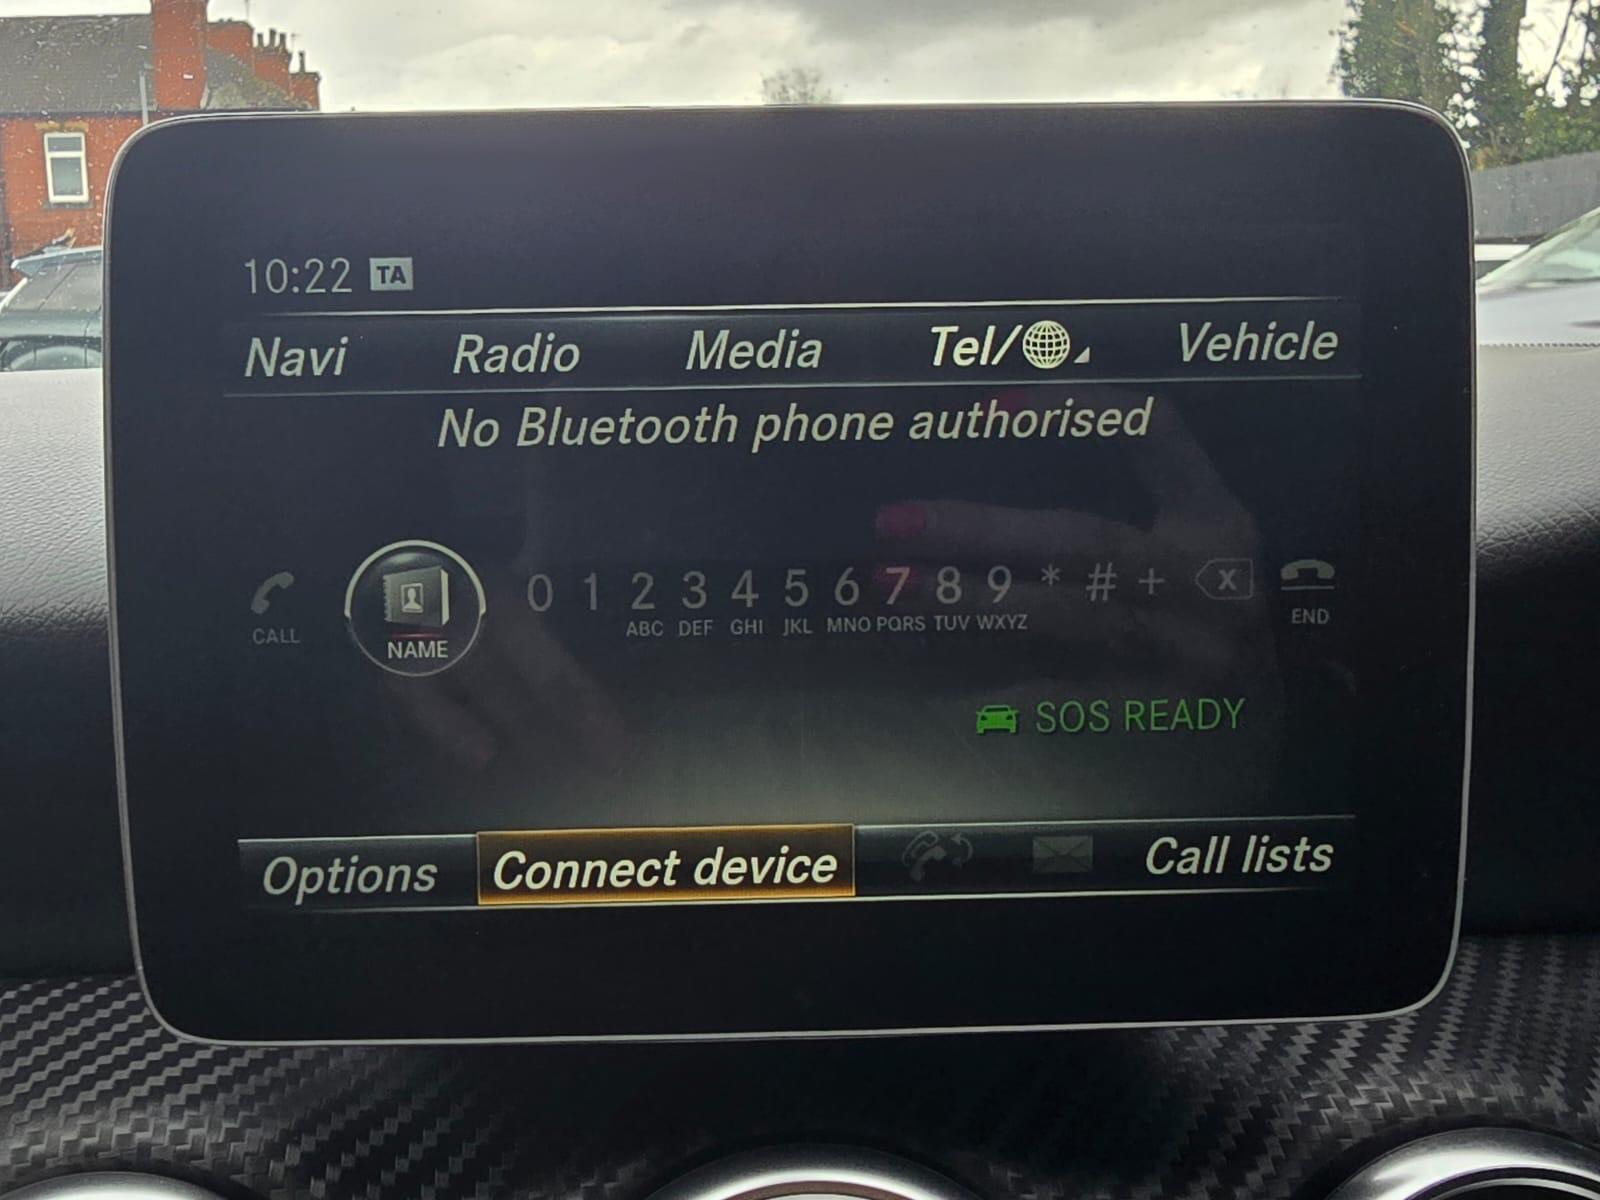 10:22 TA
Navi Radio Media Tel/ Vehicle
No Bluetooth phone authorised
0 1 2 3 4 5 6 7 8 9 * # + X
CALL NAME ABC DEF GHI JKL MNO PQRS TUV WXYZ END
SOS READY
Options Connect device Call lists